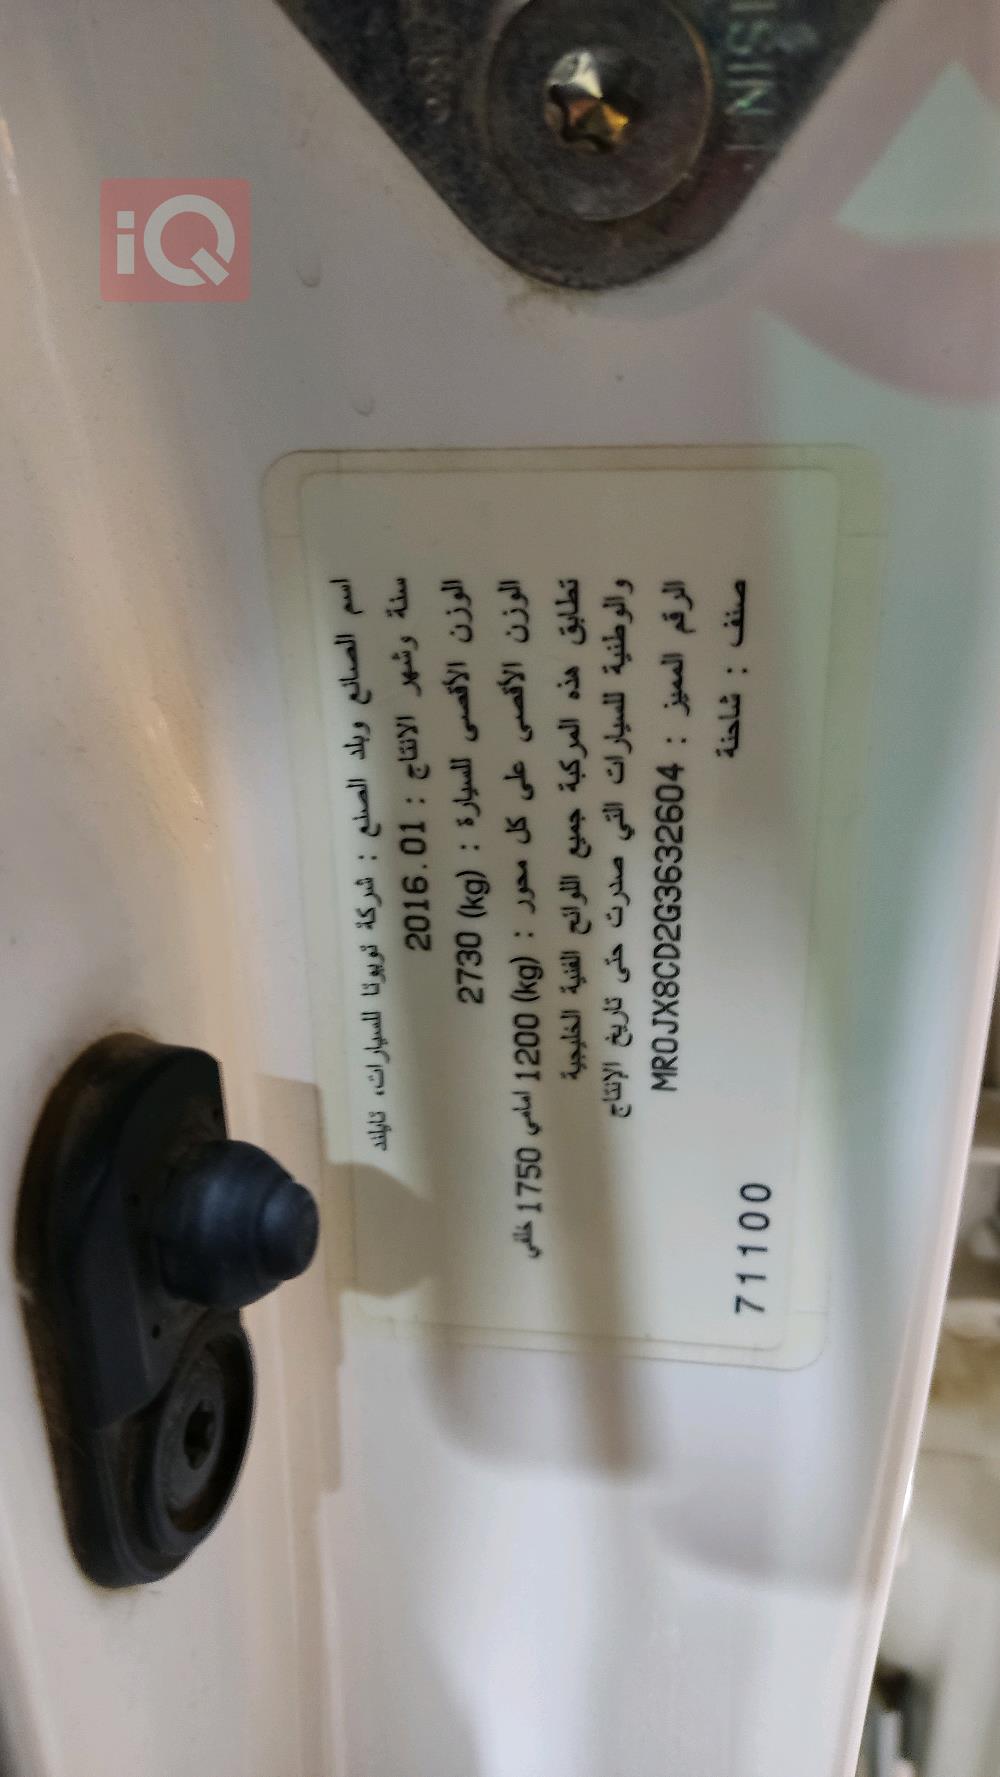 iQ
اسم الصانع وبلد الصنع : شركة تويوتا للسيارات، تايلند
سنة وشهر الانتاج : 2016.01
الوزن الأقصى للسيارة : 2730 (kg)
الوزن الأقصى على كل محور : 1200 (kg) امامي 1750 خلفي
تطابق هذه المركبة جميع اللوائح الفنية الخليجية
والوطنية للسيارات التي صدرت حتى تاريخ الإنتاج
الرقم المميز : MR0JX8CD2G3632604
صنف : شاحنة
71100